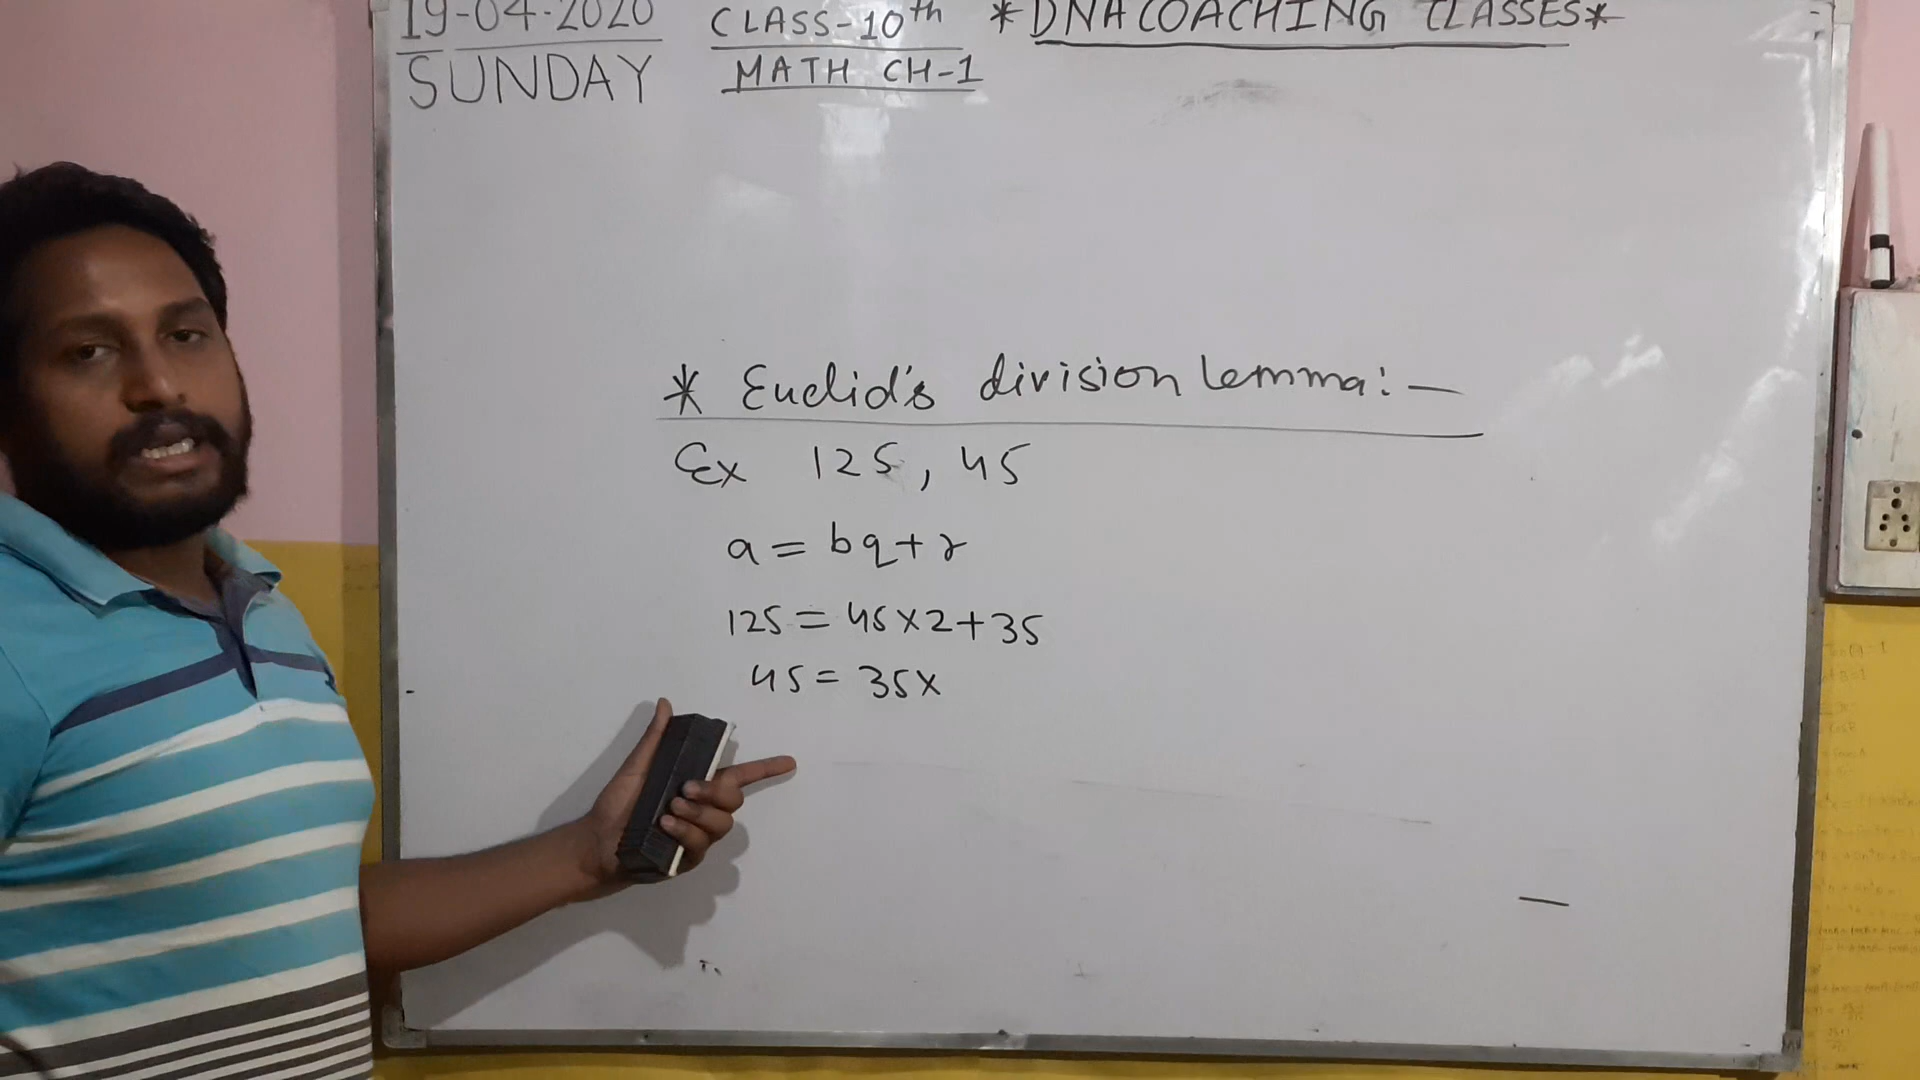 19-04-2020 CLASS-10th *DNA COACHING CLASSES*
SUNDAY MATH CH-1
* Euclid's division lemma:-
Ex 125, 45
a = bq+r
125 = 45×2+35
45 = 35×